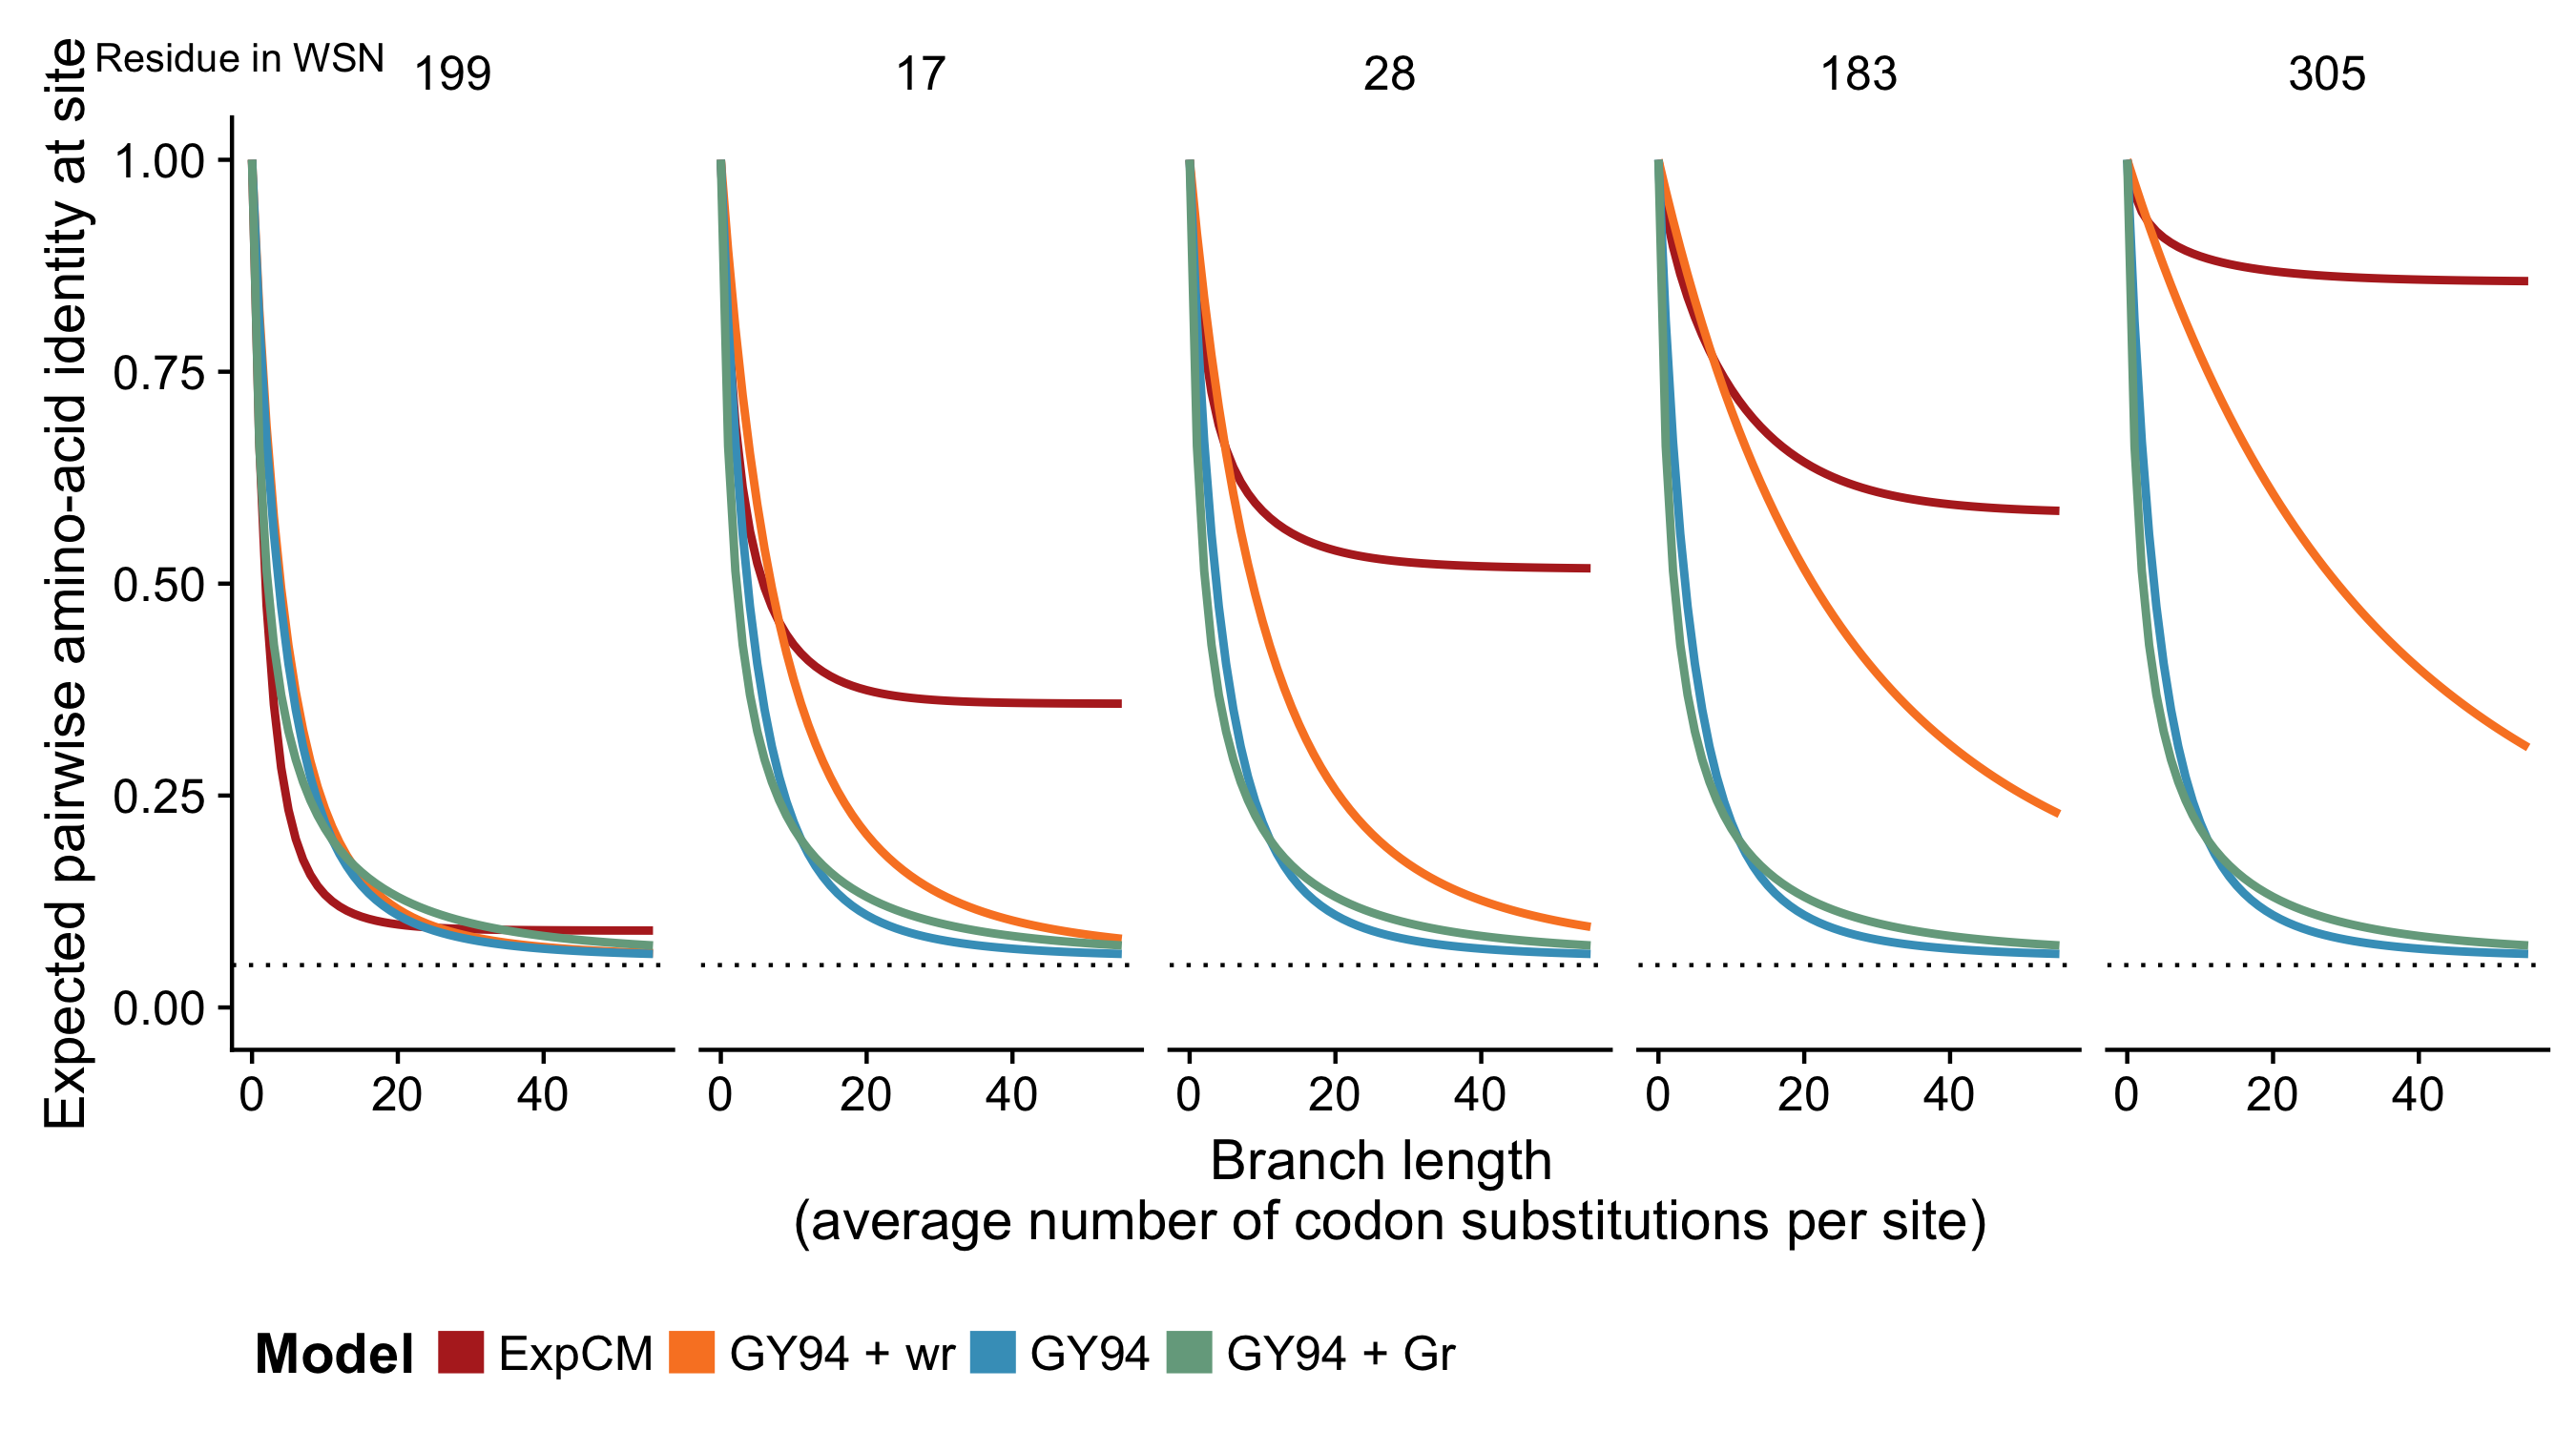 Residue in WSN 199 17 28 183 305
Expected pairwise amino-acid identity at site
1.00
0.75
0.50
0.25
0.00
0 20 40 0 20 40 0 20 40 0 20 40 0 20 40
Branch length
(average number of codon substitutions per site)
Model ExpCM GY94 + wr GY94 GY94 + Gr